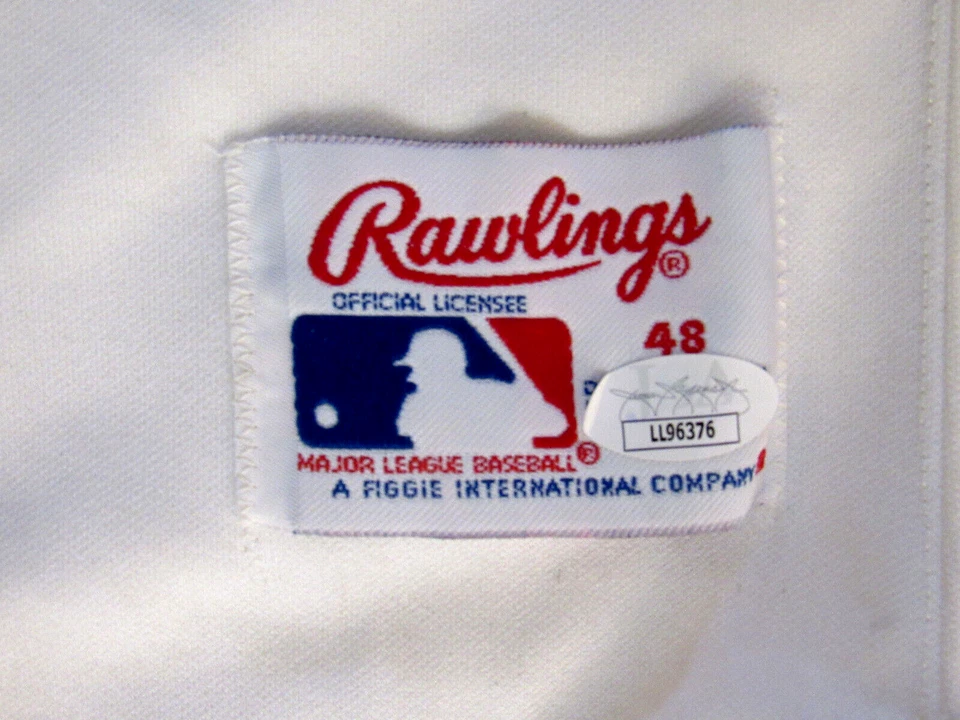 Rawlings®
OFFICIAL LICENSEE
48
LL96376
MAJOR LEAGUE BASEBALL®
A FIGGIE INTERNATIONAL COMPANY